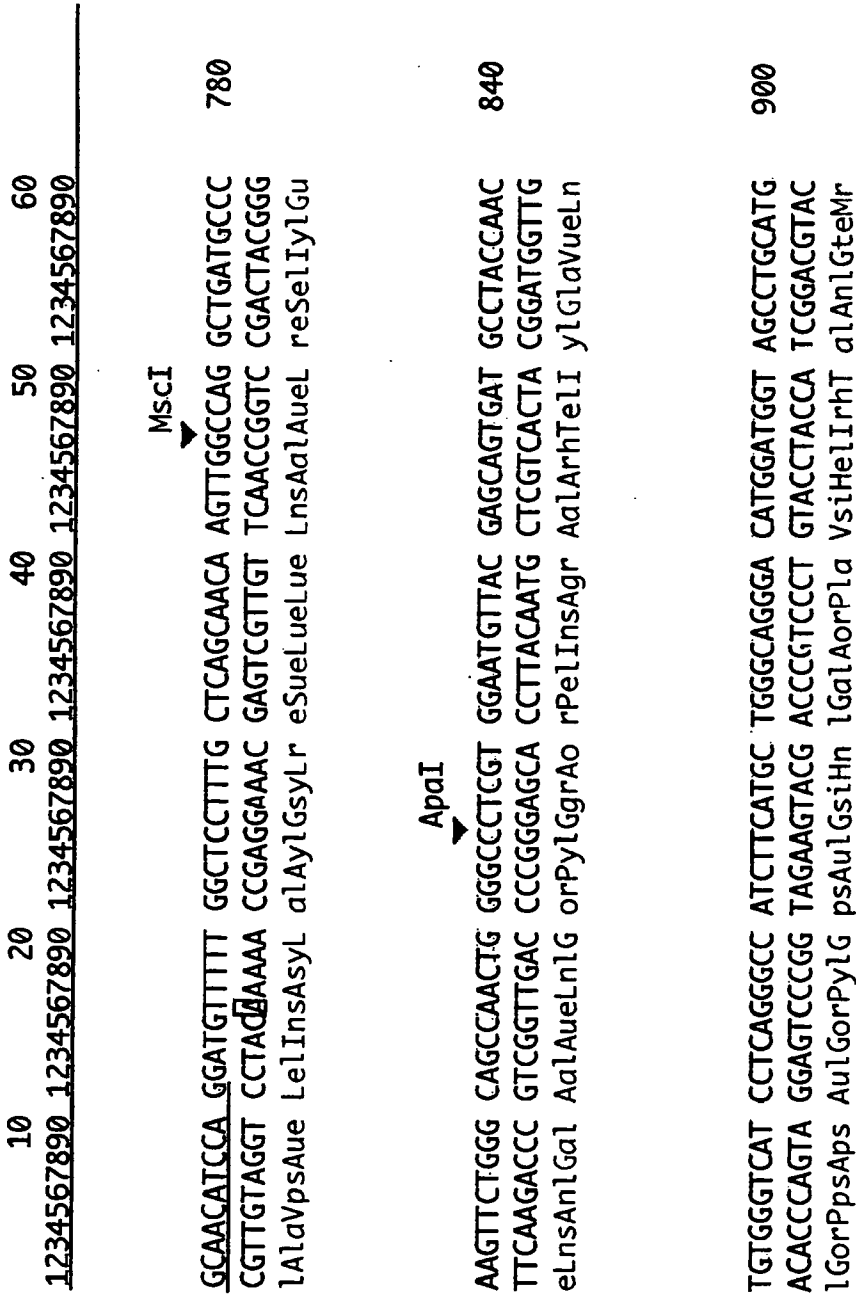 10 20 30 40 50 60
1234567890 1234567890 1234567890 1234567890 1234567890 1234567890
MscI
GCAACATCCA GGATGTTTTT GGCTCCTTTG CTCAGCAACA AGTTGGCCAG GCTGATGCCC 780
CGTTGTAGGT CCTACAAAAA CCGAGGAAAC GAGTCGTTGT TCAACCGGTC CGACTACGGG
lAlaVpsAue LelInsAsyL alAylGsyLr eSueLueLue LnsAalAueL reSelIylGu
ApaI
AAGTTCTGGG CAGCCAACTG GGGCCCTCGT GGAATGTTAC GAGCAGTGAT GCCTACCAAC 840
TTCAAGACCC GTCGGTTGAC CCCGGGAGCA CCTTACAATG CTCGTCACTA CGGATGGTTG
eLnsAnlGal AalAueLnlG orPylGgrAo rPelInsAgr AalArhTelI ylGlaVueLn
TGTGGGTCAT CCTCAGGGCC ATCTTCATGC TGGGCAGGGA CATGGATGGT AGCCTGCATG 900
ACACCCAGTA GGAGTCCCGG TAGAAGTACG ACCCGTCCCT GTACCTACCA TCGGACGTAC
lGorPpsAps AulGorPylG psAulGsiHn lGalAorPla VsiHelIrhT alAnlGteMr